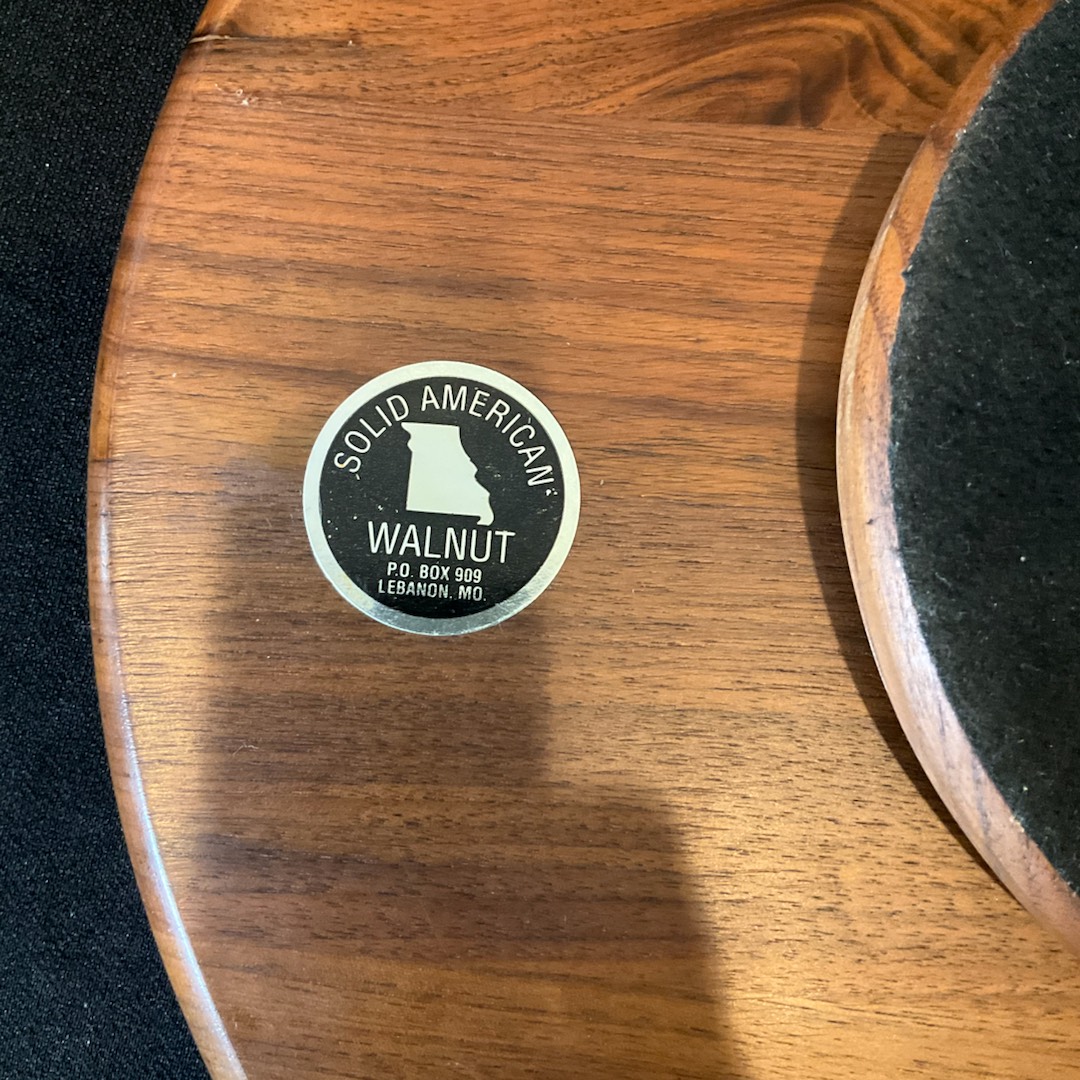 SOLID AMERICAN
WALNUT
P.O. BOX 909
LEBANON, MO.